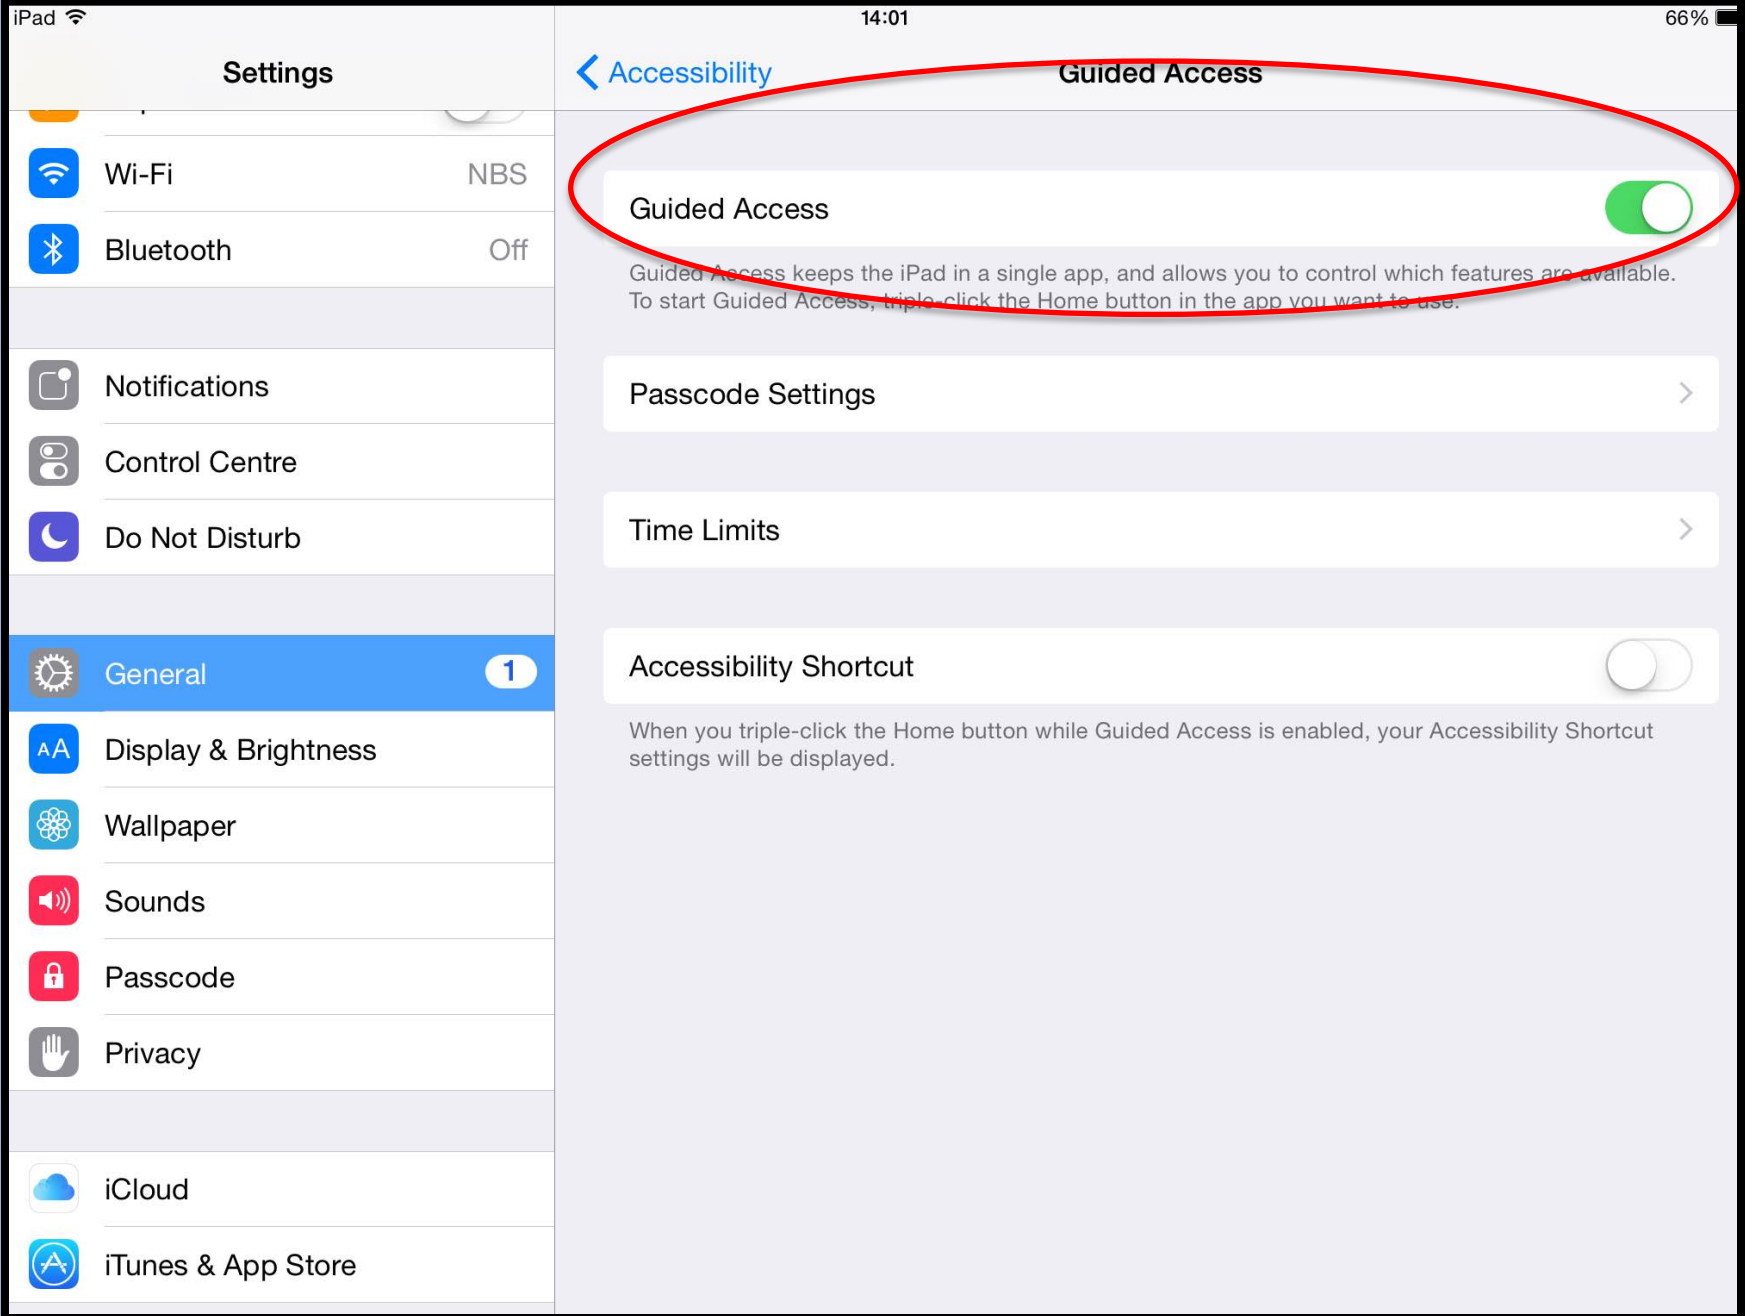 iPad
14:01
66%
Settings
Accessibility
Guided Access
Wi-Fi
NBS
Bluetooth
Off
Notifications
Control Centre
Do Not Disturb
General
1
Display & Brightness
Wallpaper
Sounds
Passcode
Privacy
iCloud
iTunes & App Store
Guided Access
Guided Access keeps the iPad in a single app, and allows you to control which features are available.
To start Guided Access, triple-click the Home button in the app you want to use.
Passcode Settings
Time Limits
Accessibility Shortcut
When you triple-click the Home button while Guided Access is enabled, your Accessibility Shortcut
settings will be displayed.